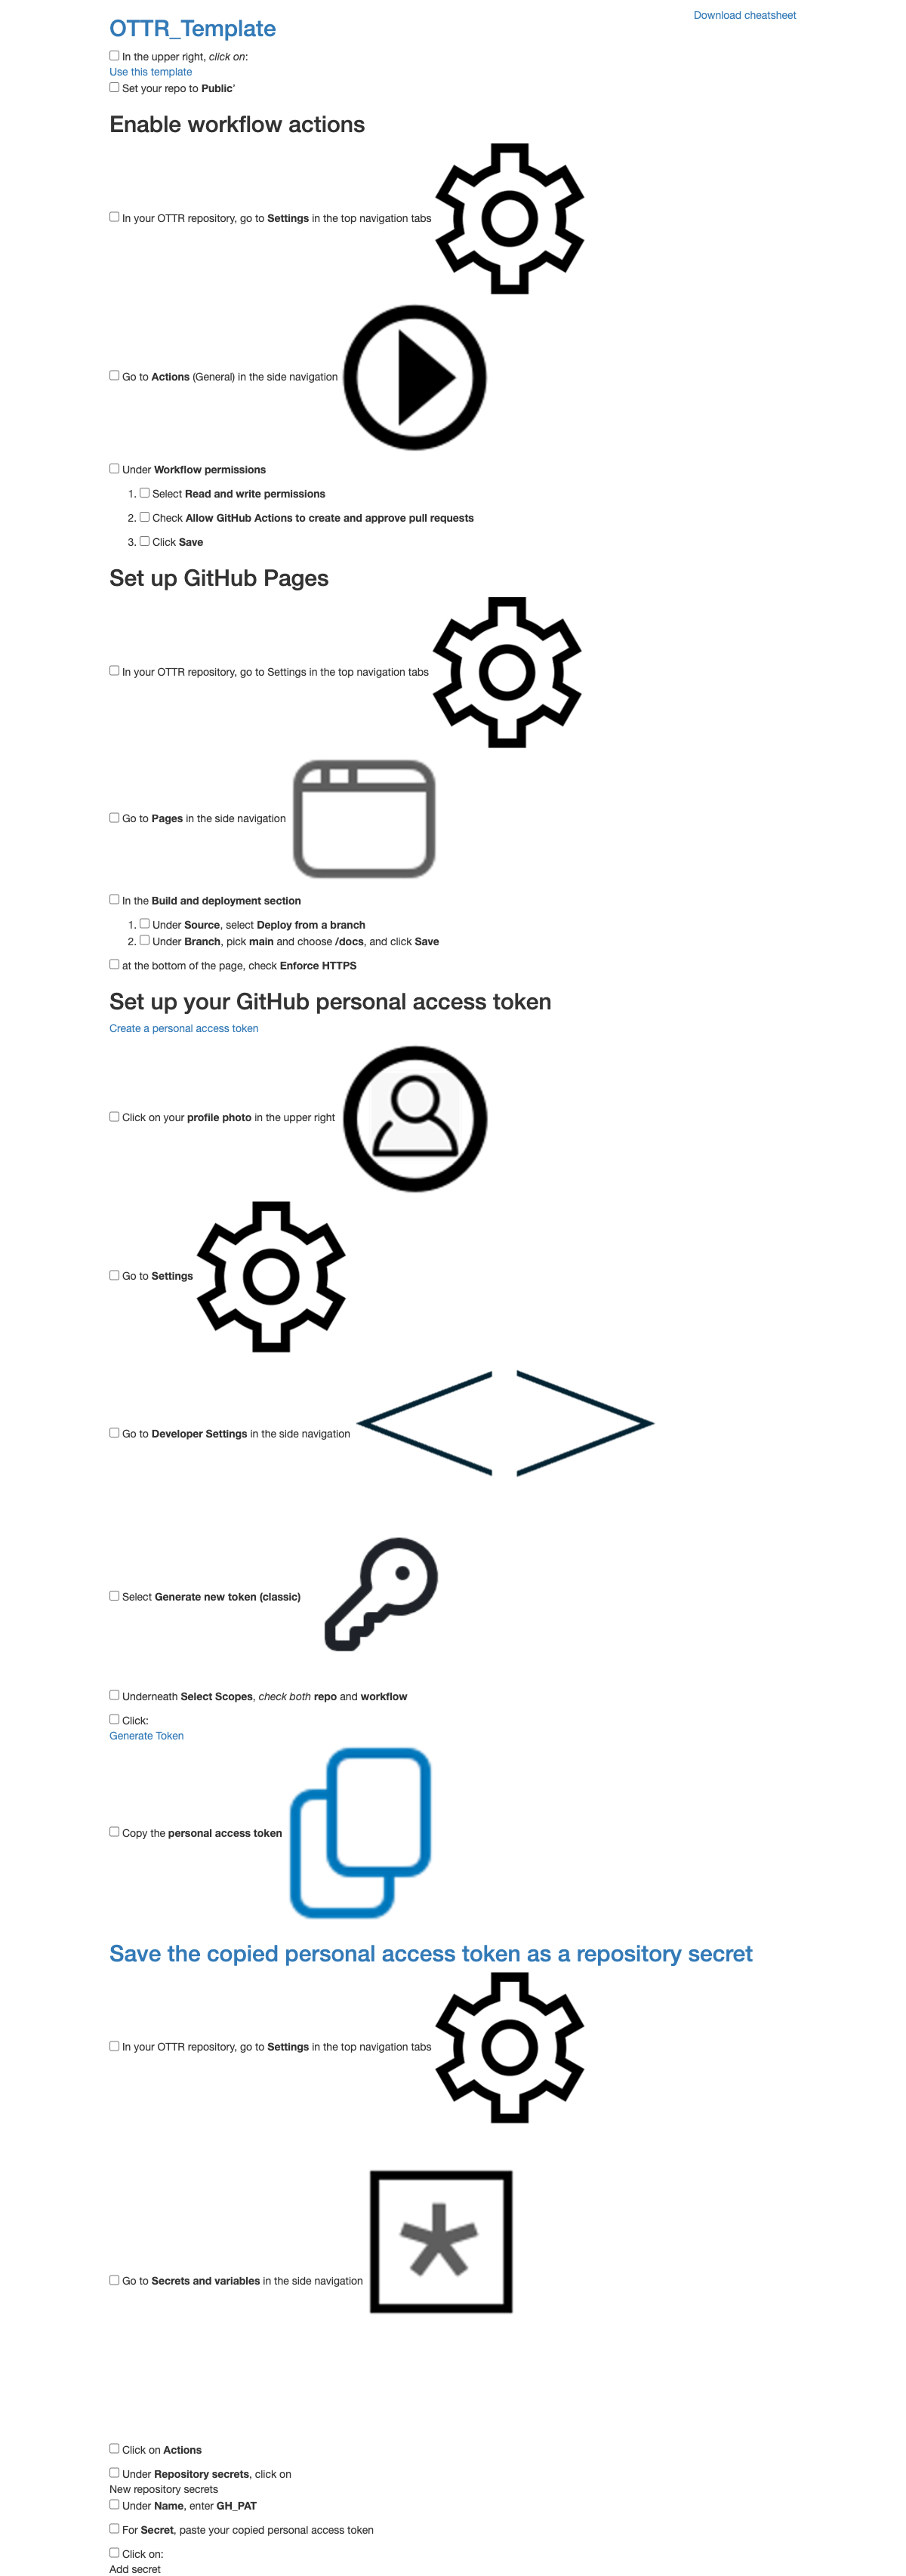 Download cheatsheet
OTTR_Template
In the upper right, click on:
Use this template
Set your repo to Public'
Enable workflow actions
In your OTTR repository, go to Settings in the top navigation tabs
Go to Actions (General) in the side navigation
Under Workflow permissions
1. Select Read and write permissions
2. Check Allow GitHub Actions to create and approve pull requests
3. Click Save
Set up GitHub Pages
In your OTTR repository, go to Settings in the top navigation tabs
Go to Pages in the side navigation
In the Build and deployment section
1. Under Source, select Deploy from a branch
2. Under Branch, pick main and choose /docs, and click Save
at the bottom of the page, check Enforce HTTPS
Set up your GitHub personal access token
Create a personal access token
Click on your profile photo in the upper right
Go to Settings
Go to Developer Settings in the side navigation
Select Generate new token (classic)
Underneath Select Scopes, check both repo and workflow
Click:
Generate Token
Copy the personal access token
Save the copied personal access token as a repository secret
In your OTTR repository, go to Settings in the top navigation tabs
Go to Secrets and variables in the side navigation
Click on Actions
Under Repository secrets, click on
New repository secrets
Under Name, enter GH_PAT
For Secret, paste your copied personal access token
Click on:
Add secret